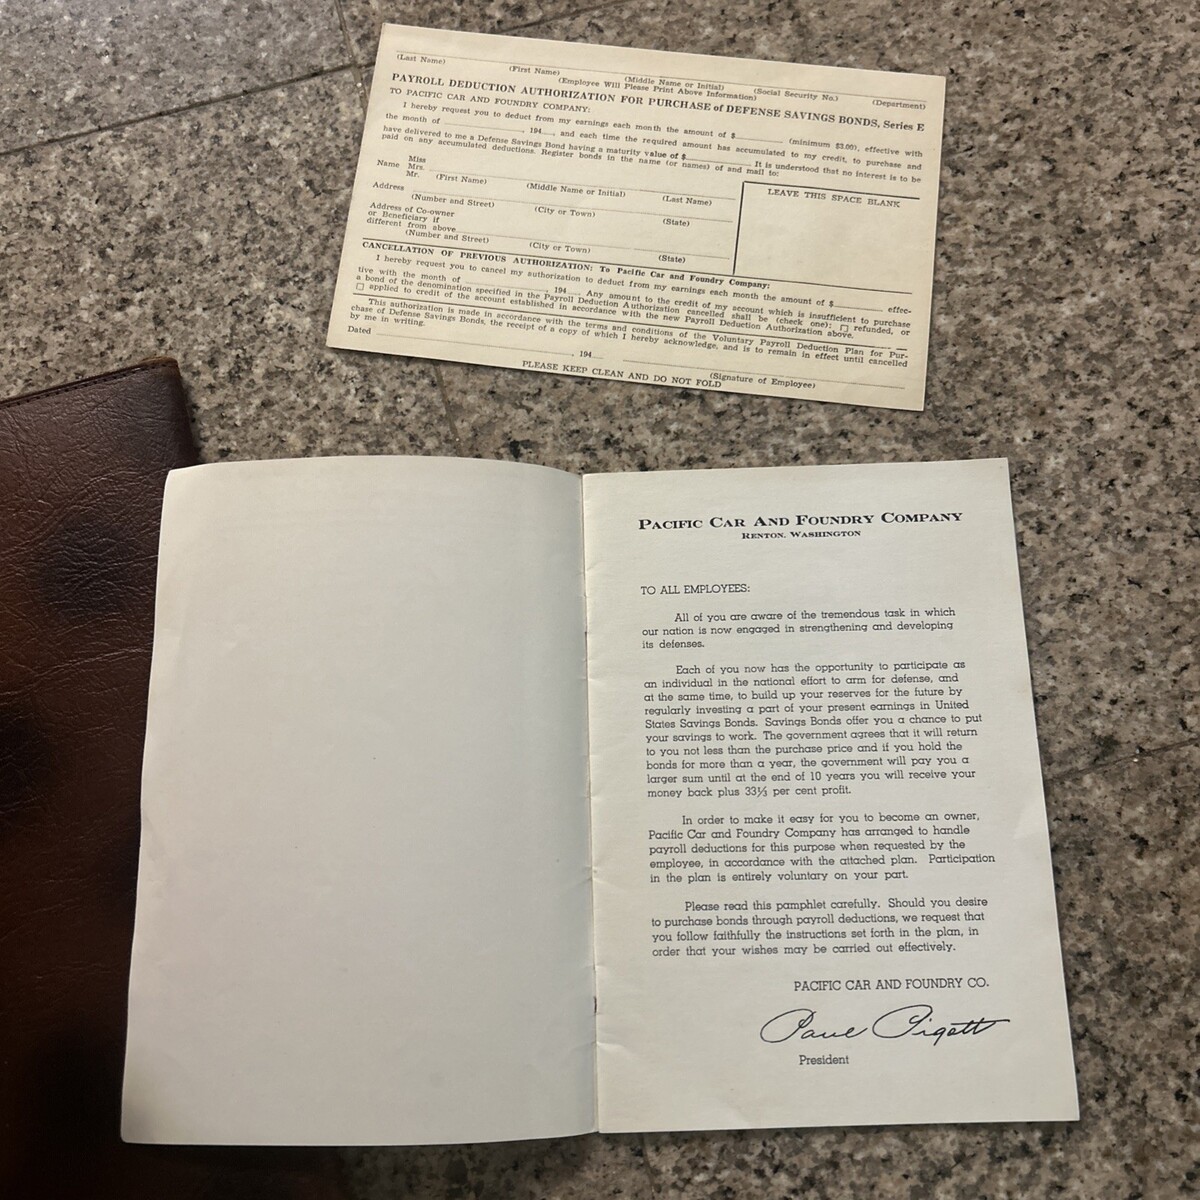 (Last Name) (First Name) (Middle Name or Initial) (Social Security No.) (Department)
(Employee Will Please Print Above Information)
PAYROLL DEDUCTION AUTHORIZATION FOR PURCHASE of DEFENSE SAVINGS BONDS, Series E
TO PACIFIC CAR AND FOUNDRY COMPANY:
I hereby request you to deduct from my earnings each month the amount of $ (minimum $3.00), effective with
the month of , 194 , and each time the required amount has accumulated to my credit, to purchase and
have delivered to me a Defense Savings Bond having a maturity value of $ It is understood that no interest is to be
paid on any accumulated deductions. Register bonds in the name (or names) of and mail to:
Miss
Name Mrs.
Mr.
(First Name) (Middle Name or Initial) (Last Name)
LEAVE THIS SPACE BLANK
Address
(Number and Street) (City or Town) (State)
Address of Co-owner
or Beneficiary if
different from above
(Number and Street) (City or Town) (State)
CANCELLATION OF PREVIOUS AUTHORIZATION: To Pacific Car and Foundry Company:
I hereby request you to cancel my authorization to deduct from my earnings each month the amount of $ effec-
tive with the month of , 194 Any amount to the credit of my account which is insufficient to purchase
a bond of the denomination specified in the Payroll Deduction Authorization cancelled shall be (check one): □ refunded, or
□ applied to credit of the account established in accordance with the new Payroll Deduction Authorization above.
This authorization is made in accordance with the terms and conditions of the Voluntary Payroll Deduction Plan for Pur-
chase of Defense Savings Bonds, the receipt of a copy of which I hereby acknowledge, and is to remain in effect until cancelled
by me in writing.
Dated , 194
(Signature of Employee)
PLEASE KEEP CLEAN AND DO NOT FOLD
PACIFIC CAR AND FOUNDRY COMPANY
RENTON, WASHINGTON
TO ALL EMPLOYEES:
All of you are aware of the tremendous task in which
our nation is now engaged in strengthening and developing
its defenses.
Each of you now has the opportunity to participate as
an individual in the national effort to arm for defense, and
at the same time, to build up your reserves for the future by
regularly investing a part of your present earnings in United
States Savings Bonds. Savings Bonds offer you a chance to put
your savings to work. The government agrees that it will return
to you not less than the purchase price and if you hold the
bonds for more than a year, the government will pay you a
larger sum until at the end of 10 years you will receive your
money back plus 33⅓ per cent profit.
In order to make it easy for you to become an owner,
Pacific Car and Foundry Company has arranged to handle
payroll deductions for this purpose when requested by the
employee, in accordance with the attached plan. Participation
in the plan is entirely voluntary on your part.
Please read this pamphlet carefully. Should you desire
to purchase bonds through payroll deductions, we request that
you follow faithfully the instructions set forth in the plan, in
order that your wishes may be carried out effectively.
PACIFIC CAR AND FOUNDRY CO.
Paul Pigott
President